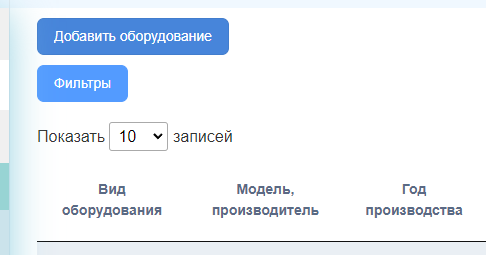 Добавить оборудование
Фильтры
Показать 10 записей
Вид Модель, Год
оборудования производитель производства